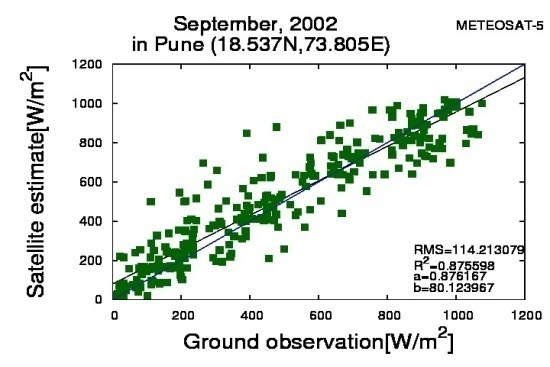 September, 2002
METEOSAT-5
in Pune (18.537N,73.805E)
Satellite estimate[W/m²]
1200
1000
800
600
400
200
0
RMS=114.213079
R²=0.875598
a=0.876167
b=80.123967
0 200 400 600 800 1000 1200
Ground observation[W/m²]